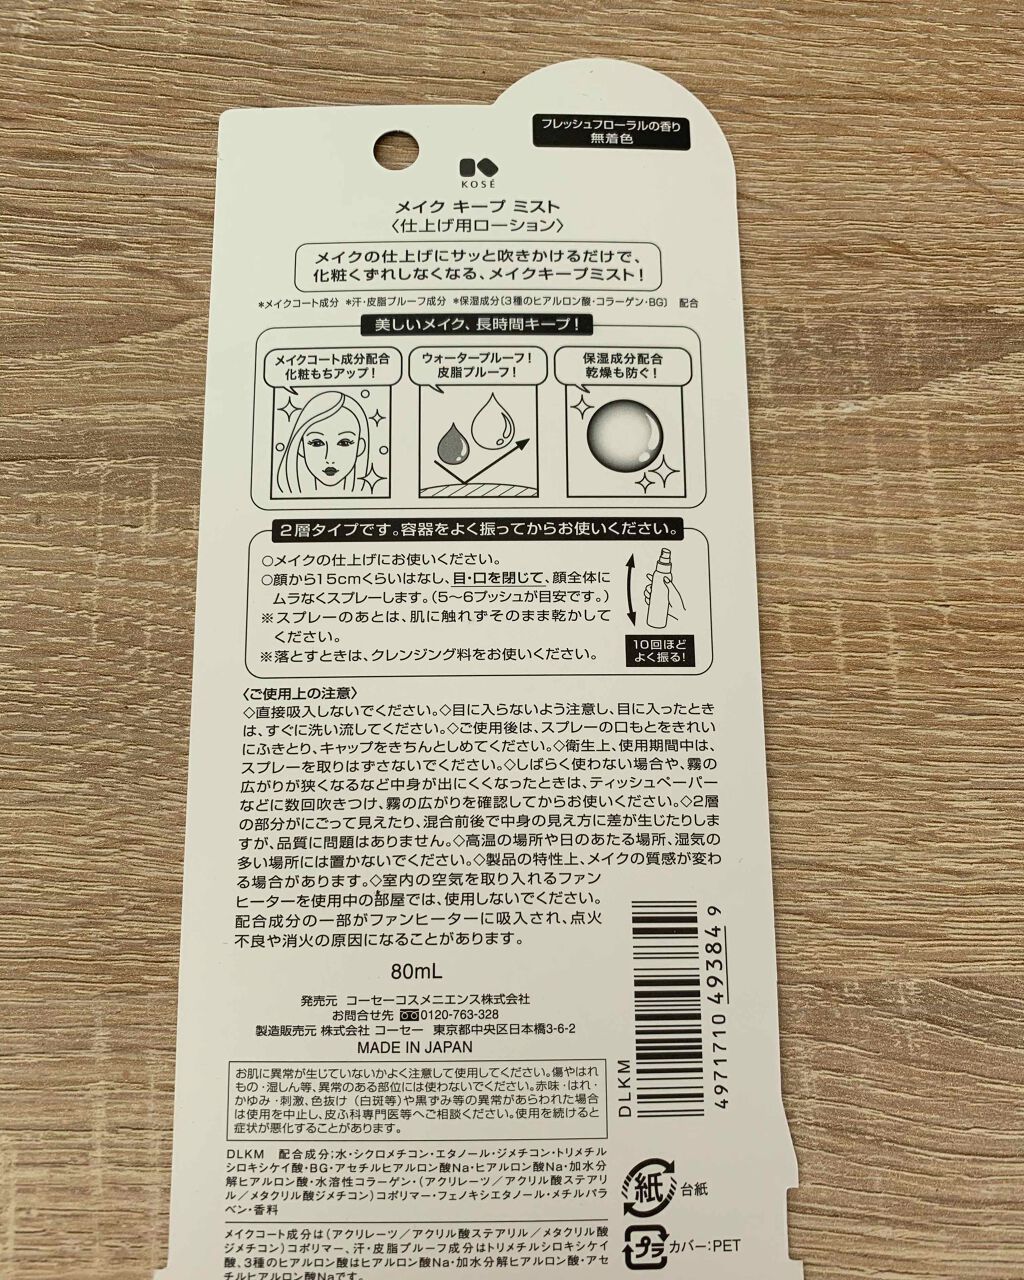 フレッシュフローラルの香り
無着色
KOSÉ
メイク キープ ミスト
〈仕上げ用ローション〉
メイクの仕上げにサッと吹きかけるだけで、
化粧くずれしなくなる、メイクキープミスト!
*メイクコート成分 *汗・皮脂プルーフ成分 *保湿成分〔3種のヒアルロン酸・コラーゲン・BG〕 配合
美しいメイク、長時間キープ!
メイクコート成分配合
化粧もちアップ!
ウォータープルーフ!
皮脂プルーフ!
保湿成分配合
乾燥も防ぐ!
2層タイプです。容器をよく振ってからお使いください。
○メイクの仕上げにお使いください。
○顔から15cmくらいはなし、目・口を閉じて、顔全体に
ムラなくスプレーします。(5〜6プッシュが目安です。)
※スプレーのあとは、肌に触れずそのまま乾かして
ください。
※落とすときは、クレンジング料をお使いください。
10回ほど
よく振る!
〈ご使用上の注意〉
◇直接吸入しないでください。◇目に入らないよう注意し、目に入ったとき
は、すぐに洗い流してください。◇ご使用後は、スプレーの口もとをきれい
にふきとり、キャップをきちんとしめてください。◇衛生上、使用期間中は、
スプレーを取りはずさないでください。◇しばらく使わない場合や、霧の
広がりが狭くなるなど中身が出にくくなったときは、ティッシュペーパー
などに数回吹きつけ、霧の広がりを確認してからお使いください。◇2層
の部分がにごって見えたり、混合前後で中身の見え方に差が生じたりしま
すが、品質に問題はありません。◇高温の場所や日のあたる場所、湿気の
多い場所には置かないでください。◇製品の特性上、メイクの質感が変わ
る場合があります。◇室内の空気を取り入れるファン
ヒーターを使用中の部屋では、使用しないでください。
配合成分の一部がファンヒーターに吸入され、点火
不良や消火の原因になることがあります。
80mL
発売元 コーセーコスメニエンス株式会社
お問合せ先 0120-763-328
製造販売元 株式会社 コーセー 東京都中央区日本橋3-6-2
MADE IN JAPAN
お肌に異常が生じていないかよく注意して使用してください。傷やはれ
もの・湿しん等、異常のある部位には使わないでください。赤味・はれ・
かゆみ・刺激、色抜け(白斑等)や黒ずみ等の異常があらわれた場合
は使用を中止し、皮ふ科専門医等へご相談ください。使用を続けると
症状が悪化することがあります。
DLKM 配合成分:水・シクロメチコン・エタノール・ジメチコン・トリメチル
シロキシケイ酸・BG・アセチルヒアルロン酸Na・ヒアルロン酸Na・加水分
解ヒアルロン酸・水溶性コラーゲン・(アクリレーツ/アクリル酸ステアリ
ル/メタクリル酸ジメチコン)コポリマー・フェノキシエタノール・メチルパラ
ベン・香料
メイクコート成分は(アクリレーツ/アクリル酸ステアリル/メタクリル酸
ジメチコン)コポリマー、汗・皮脂プルーフ成分はトリメチルシロキシケイ
酸、3種のヒアルロン酸はヒアルロン酸Na・加水分解ヒアルロン酸・アセ
チルヒアルロン酸Naです。
DLKM
4971710 493849
紙 台紙
プラ カバー:PET